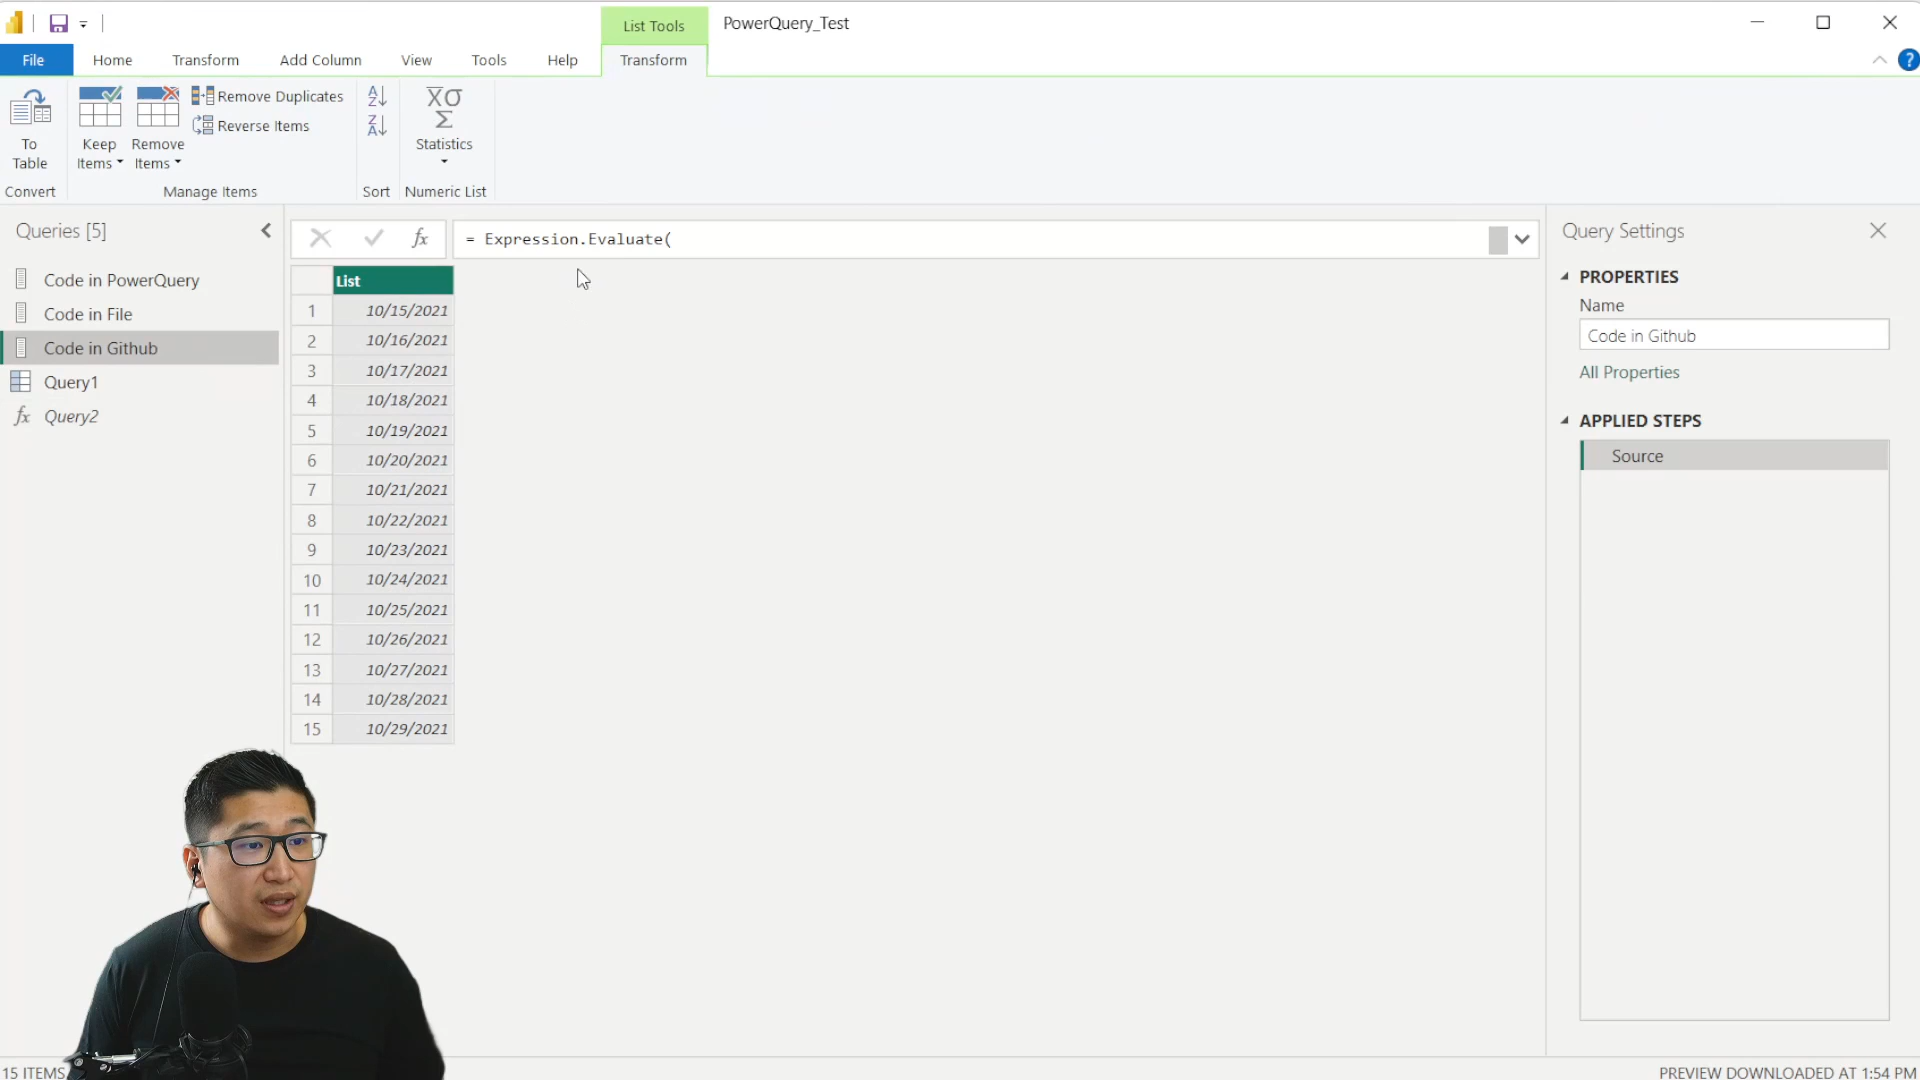 List Tools
PowerQuery_Test
File
Home
Transform
Add Column
View
Tools
Help
Transform
?
To Table
Keep Items
Remove Items
Remove Duplicates
Reverse Items
Statistics
Convert
Manage Items
Sort
Numeric List
Queries [5]
Code in PowerQuery
Code in File
Code in Github
Query1
fx Query2
fx
= Expression.Evaluate(
List
1 10/15/2021
2 10/16/2021
3 10/17/2021
4 10/18/2021
5 10/19/2021
6 10/20/2021
7 10/21/2021
8 10/22/2021
9 10/23/2021
10 10/24/2021
11 10/25/2021
12 10/26/2021
13 10/27/2021
14 10/28/2021
15 10/29/2021
Query Settings
PROPERTIES
Name
Code in Github
All Properties
APPLIED STEPS
Source
15 ITEMS
PREVIEW DOWNLOADED AT 1:54 PM